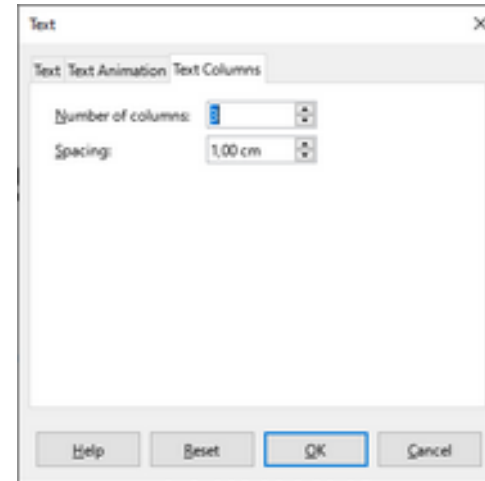 Text
Text Text Animation Text Columns
Number of columns: 3
Spacing: 1,00 cm
Help Reset OK Cancel